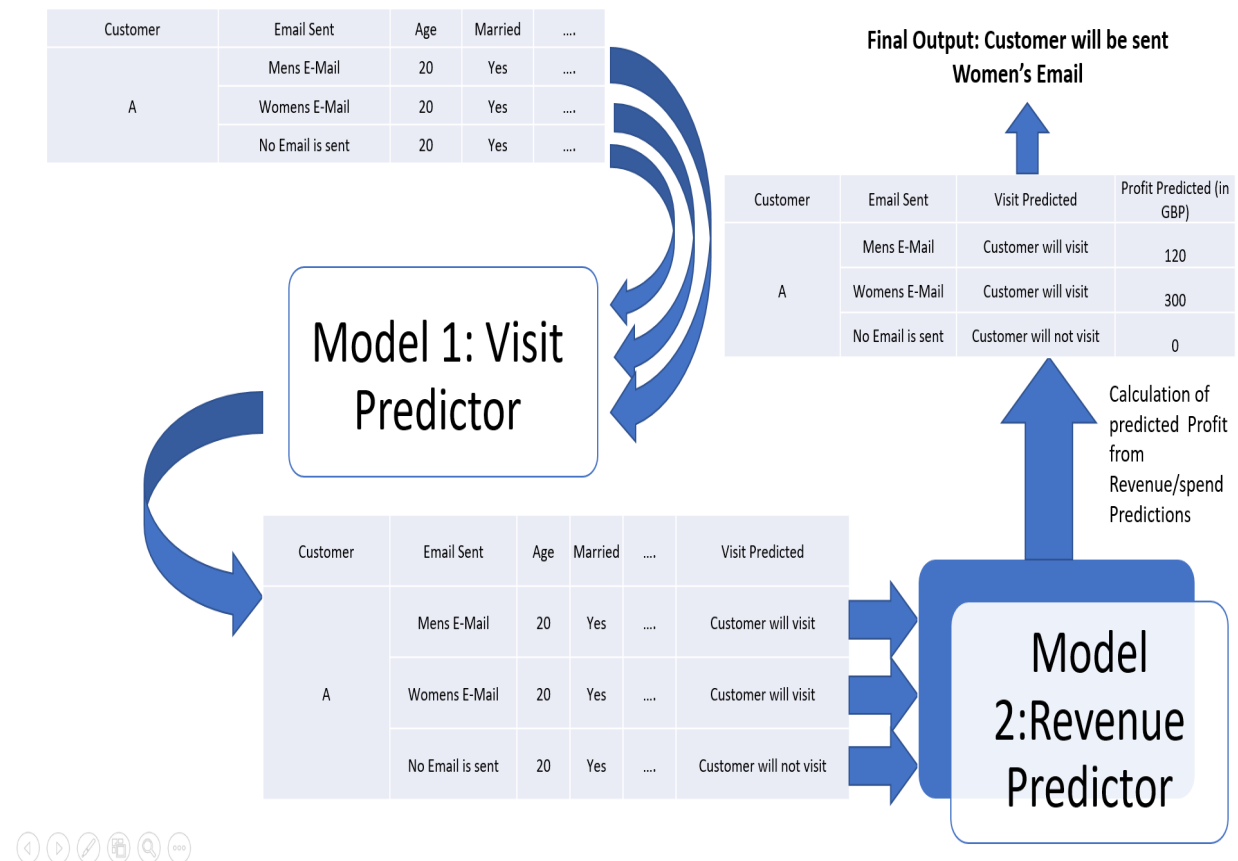 Customer Email Sent Age Married ....
Mens E-Mail 20 Yes ....
A Womens E-Mail 20 Yes ....
No Email is sent 20 Yes ....
Model 1: Visit
Predictor
Customer Email Sent Age Married .... Visit Predicted
Mens E-Mail 20 Yes .... Customer will visit
A Womens E-Mail 20 Yes .... Customer will visit
No Email is sent 20 Yes .... Customer will not visit
Model
2:Revenue
Predictor
Calculation of
predicted Profit
from
Revenue/spend
Predictions
Customer Email Sent Visit Predicted Profit Predicted (in
GBP)
Mens E-Mail Customer will visit 120
A Womens E-Mail Customer will visit 300
No Email is sent Customer will not visit 0
Final Output: Customer will be sent
Women’s Email